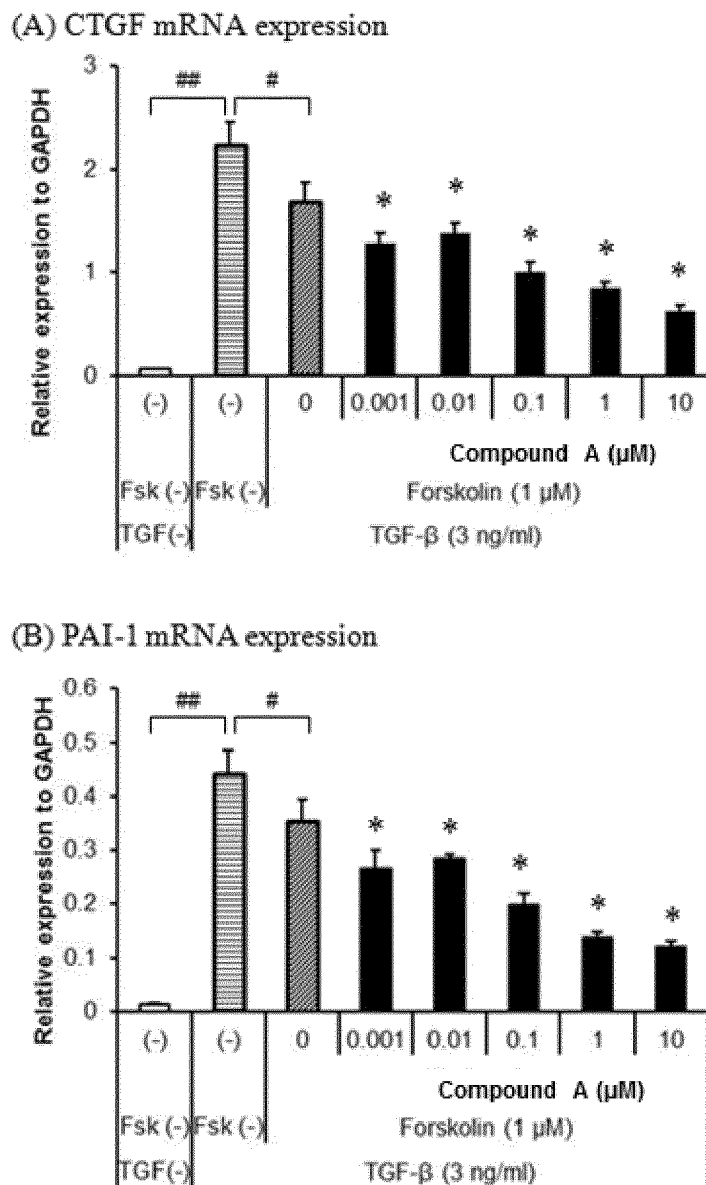 (A) CTGF mRNA expression
Relative expression to GAPDH
3
2
1
0
## #
* * * * *
(-) (-) 0 0.001 0.01 0.1 1 10
Compound A (μM)
Fsk (-) Fsk (-) Forskolin (1 μM)
TGF(-) TGF-β (3 ng/ml)
(B) PAI-1 mRNA expression
Relative expression to GAPDH
0.6
0.5
0.4
0.3
0.2
0.1
0
## #
* * * * *
(-) (-) 0 0.001 0.01 0.1 1 10
Compound A (μM)
Fsk (-) Fsk (-) Forskolin (1 μM)
TGF(-) TGF-β (3 ng/ml)